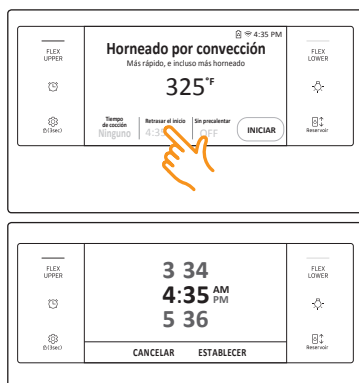 4:35 PM
FLEX
UPPER
Horneado por convección
Más rápido, e incluso más horneado
FLEX
LOWER
325°F
Tiempo
de cocción
Ninguno
Retrasar el inicio
4:35
Sin precalentar
OFF
INICIAR
(3sec)
Reservoir
FLEX
UPPER
3 34
4:35 AM
PM
5 36
FLEX
LOWER
(3sec)
Reservoir
CANCELAR ESTABLECER